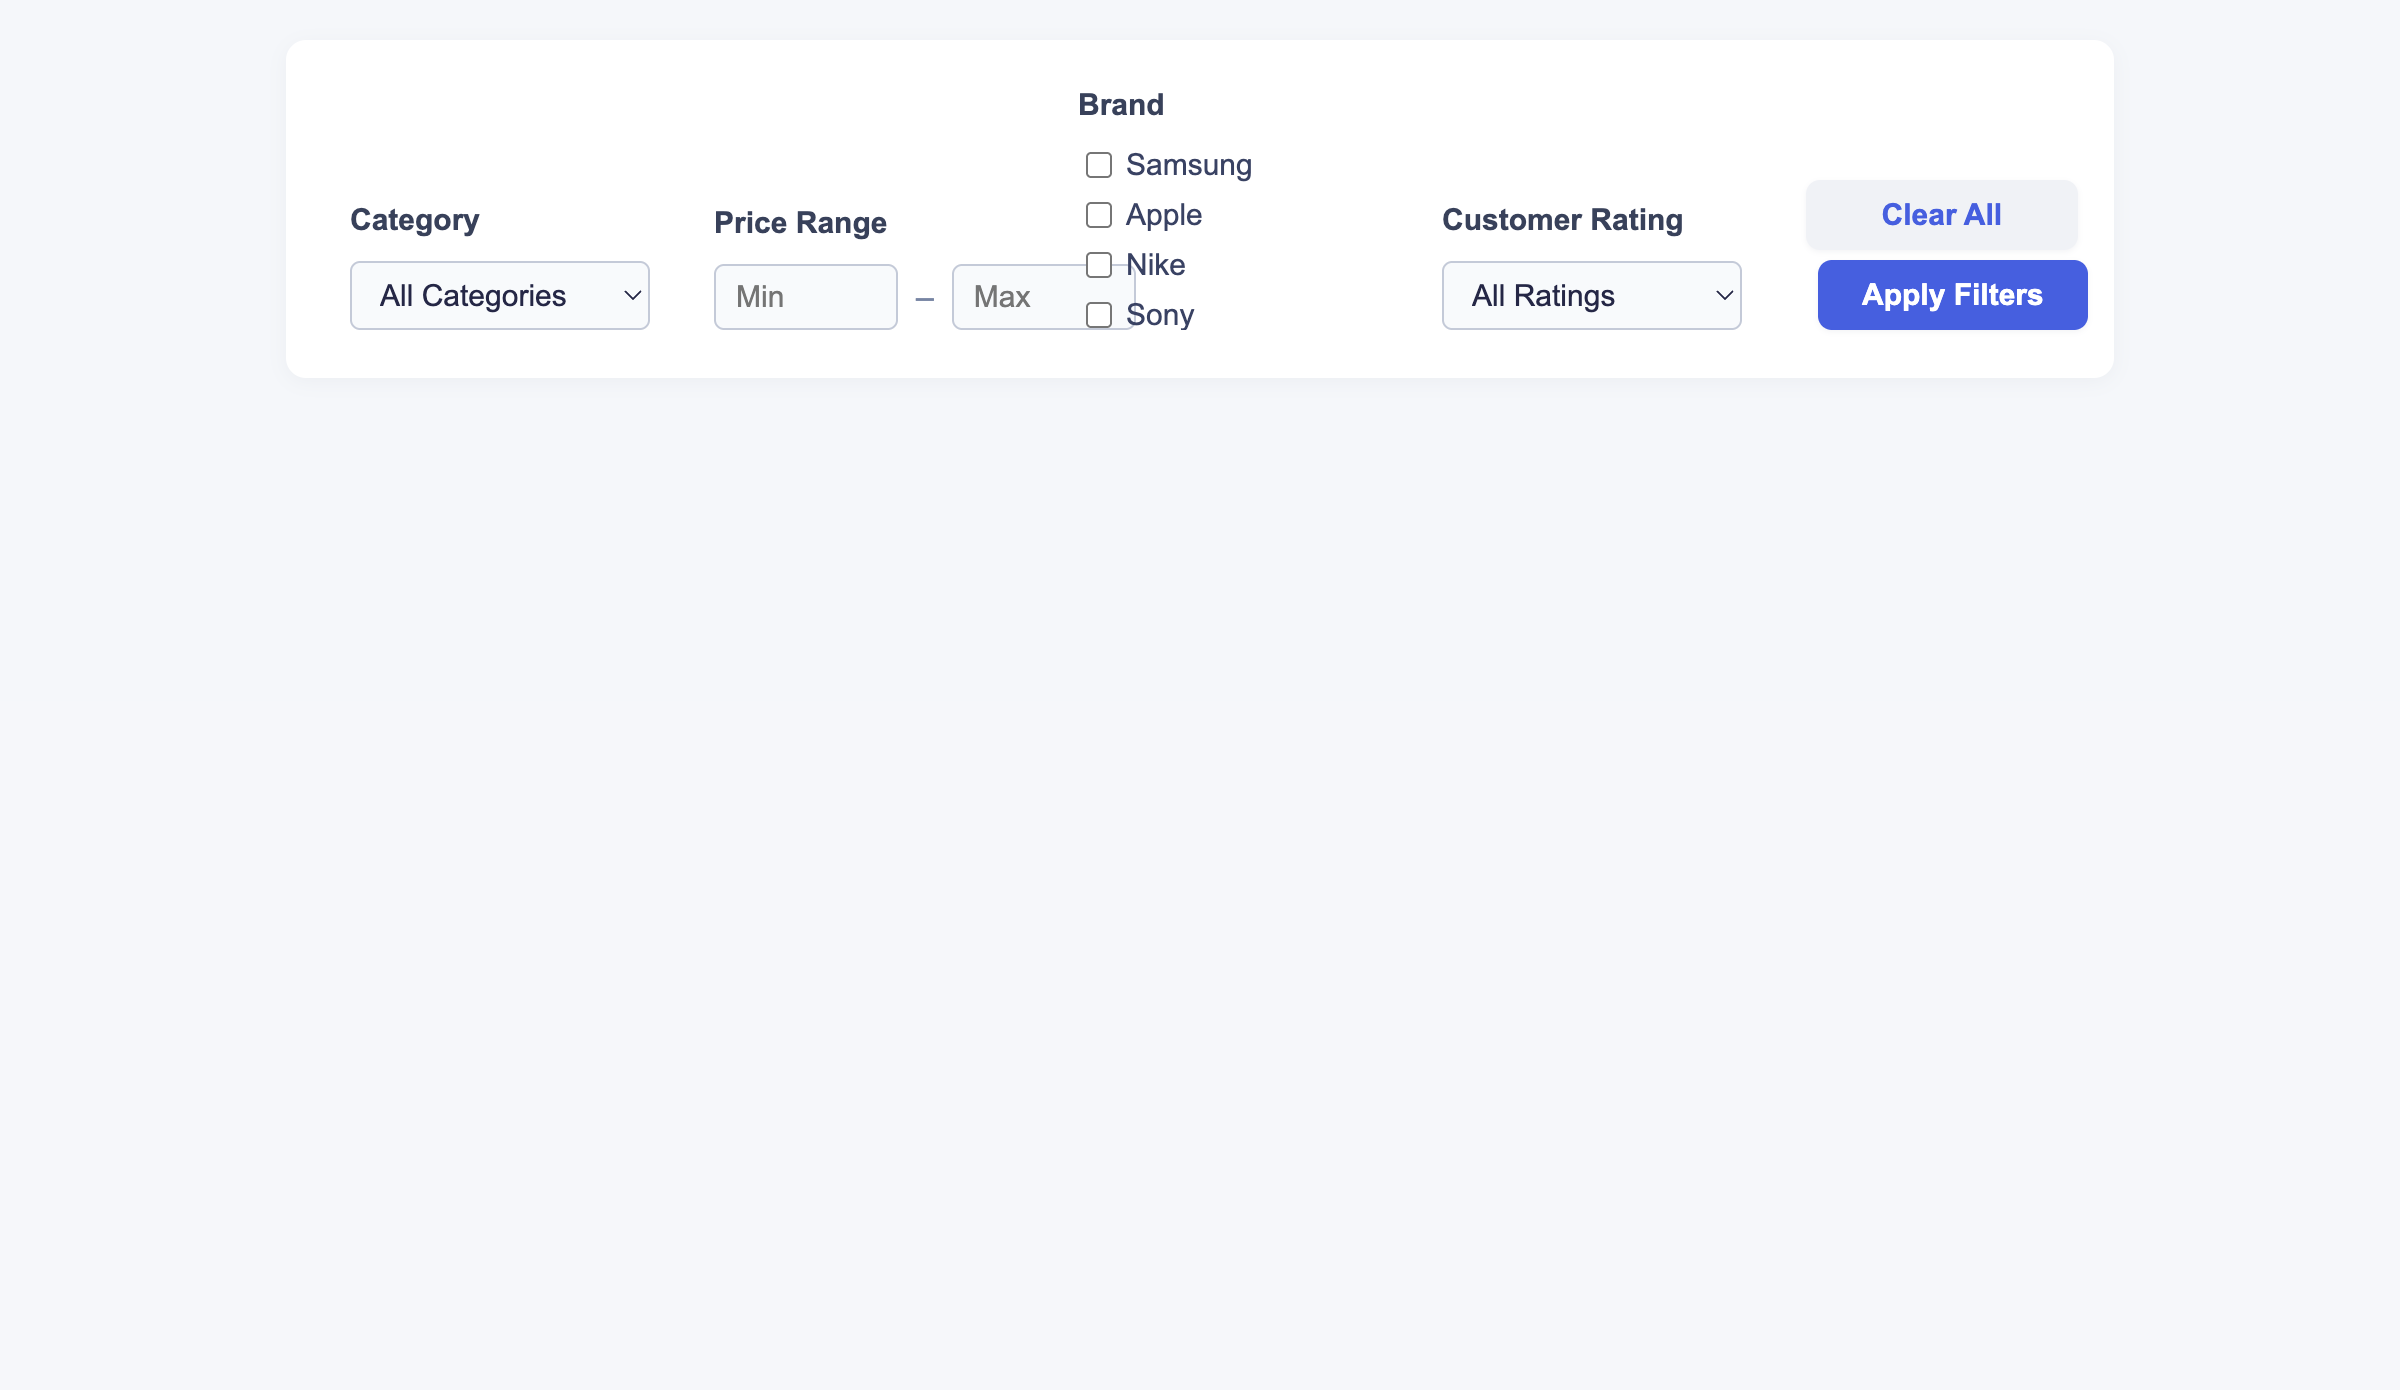 Category
All Categories
Price Range
Min
–
Max
Brand
Samsung
Apple
Nike
Sony
Customer Rating
All Ratings
Clear All
Apply Filters